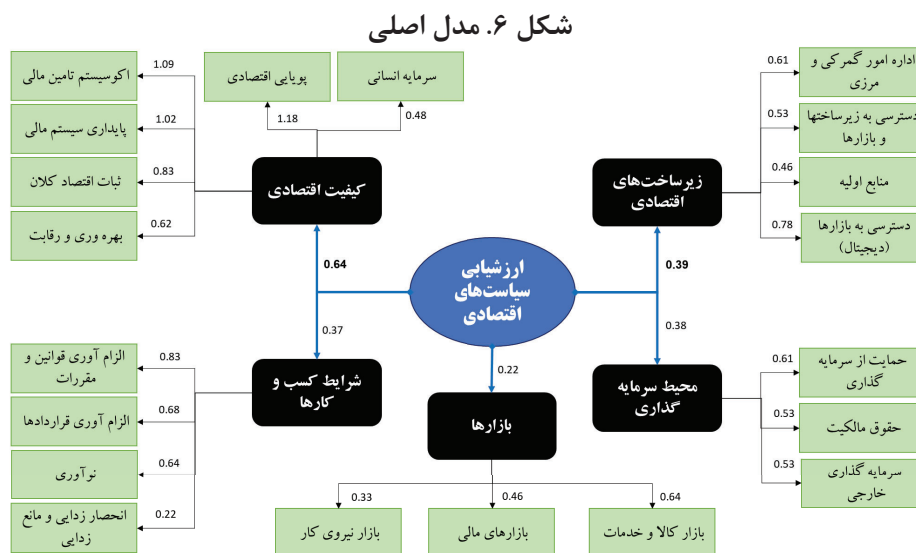 شکل ۶. مدل اصلی
1.09
اکوسیستم تامین مالی
1.02
پایداری سیستم مالی
0.83
ثبات اقتصاد کلان
0.62
بهره وری و رقابت
پویایی اقتصادی
1.18
سرمایه انسانی
0.48
کیفیت اقتصادی
0.64
0.61
اداره امور گمرکی و
مرزی
0.53
دسترسی به زیرساختها
و بازارها
0.46
منابع اولیه
0.78
دسترسی به بازارها
(دیجیتال)
زیرساخت‌های
اقتصادی
0.39
ارزشیابی
سیاست‌های
اقتصادی
0.37
شرایط کسب و
کارها
0.83
الزام آوری قوانین و
مقررات
0.68
الزام آوری قراردادها
0.64
نوآوری
0.22
انحصار زدایی و مانع
زدایی
0.22
بازارها
0.33
بازار نیروی کار
0.46
بازارهای مالی
0.64
بازار کالا و خدمات
0.38
محیط سرمایه
گذاری
0.61
حمایت از سرمایه
گذاری
0.53
حقوق مالکیت
0.53
سرمایه گذاری
خارجی